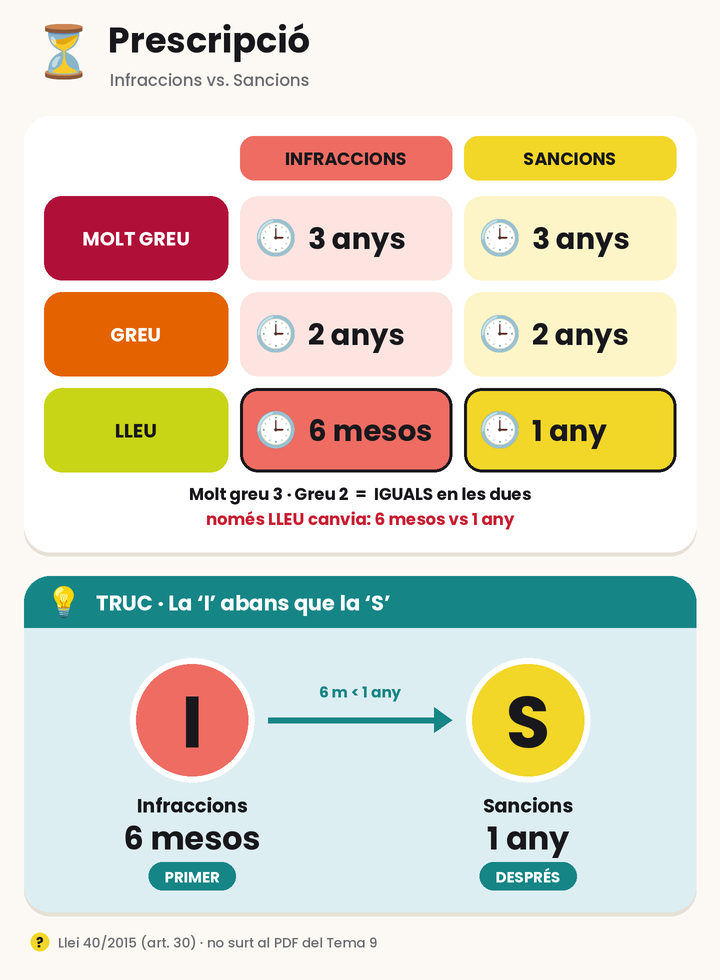 Prescripció
Infraccions vs. Sancions
INFRACCIONS
SANCIONS
MOLT GREU
3 anys
3 anys
GREU
2 anys
2 anys
LLEU
6 mesos
1 any
Molt greu 3 · Greu 2 = IGUALS en les dues
només LLEU canvia: 6 mesos vs 1 any
TRUC · La ‘I’ abans que la ‘S’
I
6 m < 1 any
S
Infraccions
Sancions
6 mesos
1 any
PRIMER
DESPRÉS
? Llei 40/2015 (art. 30) · no surt al PDF del Tema 9